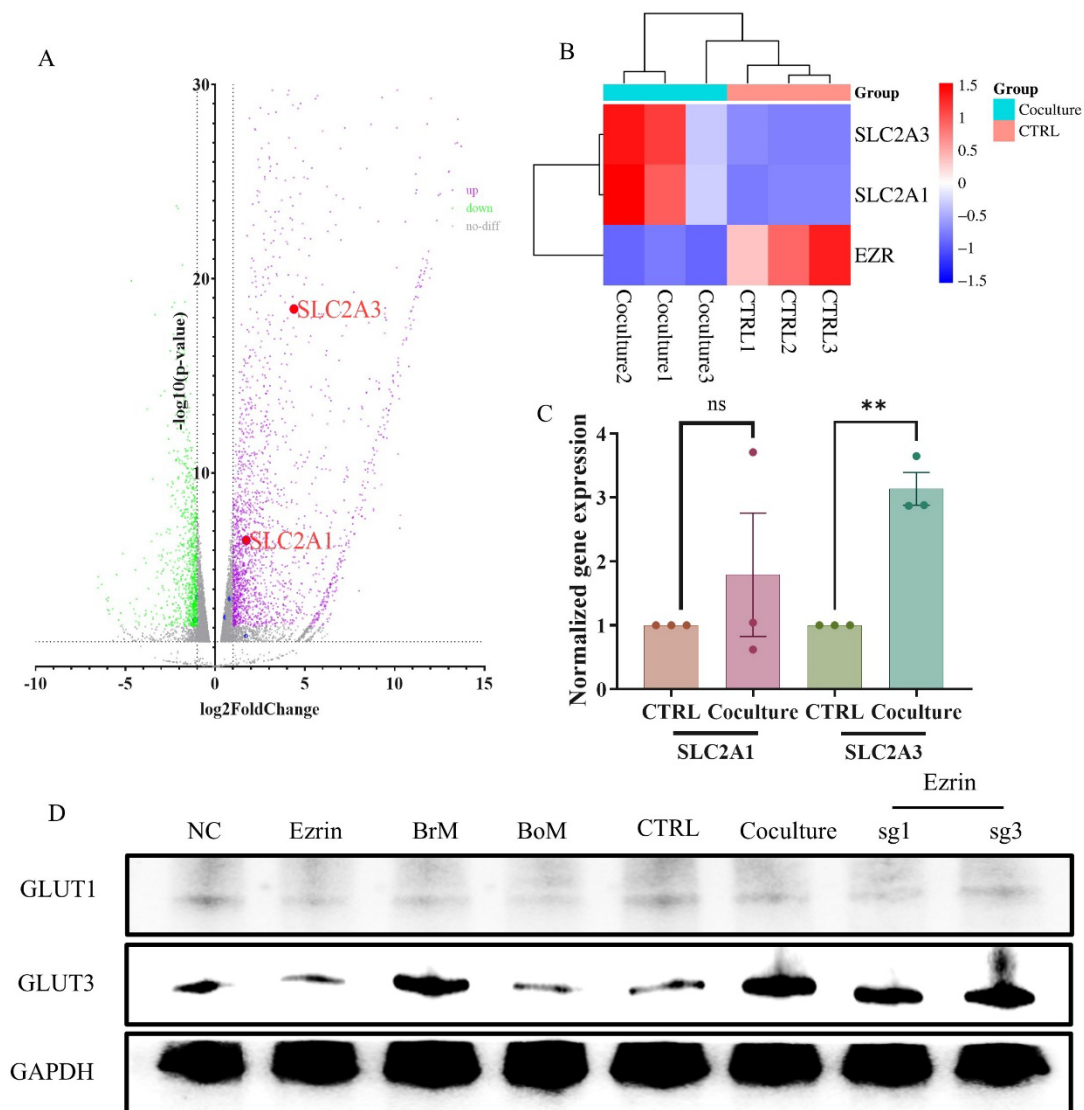 A
30
20
10
-log10(p-value)
up
down
no-diff
SLC2A3
SLC2A1
-10
-5
0
5
10
15
log2FoldChange
B
Group
SLC2A3
SLC2A1
EZR
Coculture2
Coculture1
Coculture3
CTRL1
CTRL2
CTRL3
1.5
1
0.5
0
−0.5
−1
−1.5
Group
Coculture
CTRL
C
ns
**
Normalized gene expression
4
3
2
1
0
CTRL Coculture CTRL Coculture
SLC2A1 SLC2A3
D
Ezrin
NC Ezrin BrM BoM CTRL Coculture sg1 sg3
GLUT1
GLUT3
GAPDH